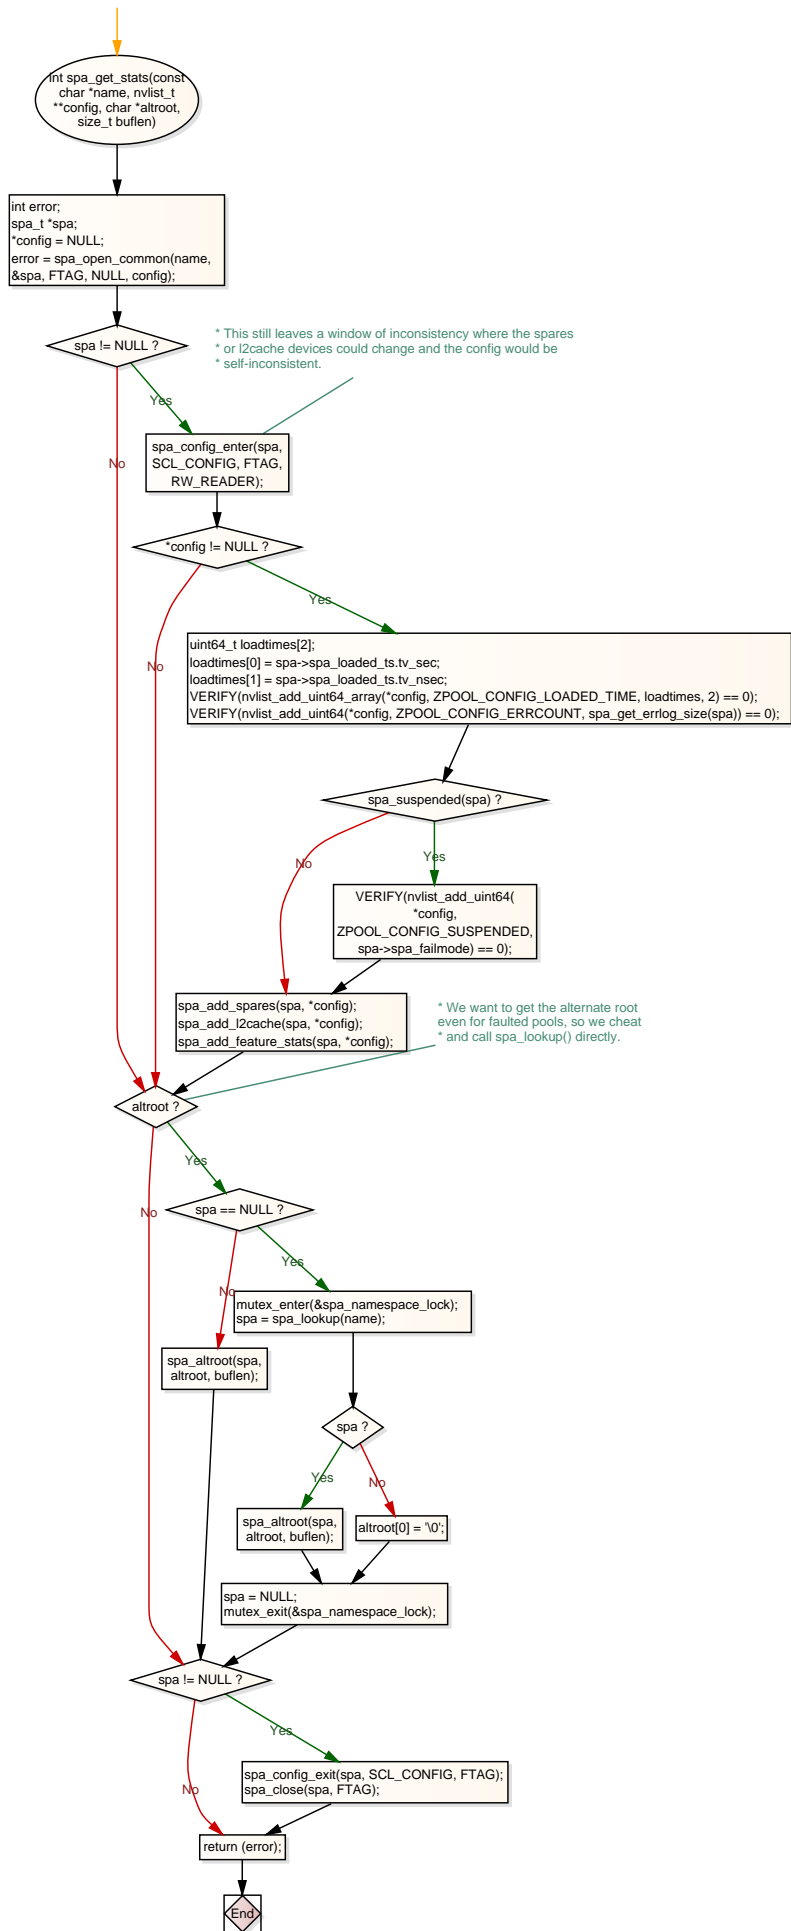 int spa_get_stats(const
char *name, nvlist_t
**config, char *altroot,
size_t buflen)
int error;
spa_t *spa;
*config = NULL;
error = spa_open_common(name,
&spa, FTAG, NULL, config);
spa != NULL ?
* This still leaves a window of inconsistency where the spares
* or l2cache devices could change and the config would be
* self-inconsistent.
Yes
No
spa_config_enter(spa,
SCL_CONFIG, FTAG,
RW_READER);
*config != NULL ?
Yes
No
uint64_t loadtimes[2];
loadtimes[0] = spa->spa_loaded_ts.tv_sec;
loadtimes[1] = spa->spa_loaded_ts.tv_nsec;
VERIFY(nvlist_add_uint64_array(*config, ZPOOL_CONFIG_LOADED_TIME, loadtimes, 2) == 0);
VERIFY(nvlist_add_uint64(*config, ZPOOL_CONFIG_ERRCOUNT, spa_get_errlog_size(spa)) == 0);
spa_suspended(spa) ?
Yes
No
VERIFY(nvlist_add_uint64(
*config,
ZPOOL_CONFIG_SUSPENDED,
spa->spa_failmode) == 0);
spa_add_spares(spa, *config);
spa_add_l2cache(spa, *config);
spa_add_feature_stats(spa, *config);
* We want to get the alternate root
even for faulted pools, so we cheat
* and call spa_lookup() directly.
altroot ?
Yes
No
spa == NULL ?
Yes
No
mutex_enter(&spa_namespace_lock);
spa = spa_lookup(name);
spa_altroot(spa,
altroot, buflen);
spa ?
Yes
No
spa_altroot(spa,
altroot, buflen);
altroot[0] = '\0';
spa = NULL;
mutex_exit(&spa_namespace_lock);
spa != NULL ?
Yes
No
spa_config_exit(spa, SCL_CONFIG, FTAG);
spa_close(spa, FTAG);
return (error);
End